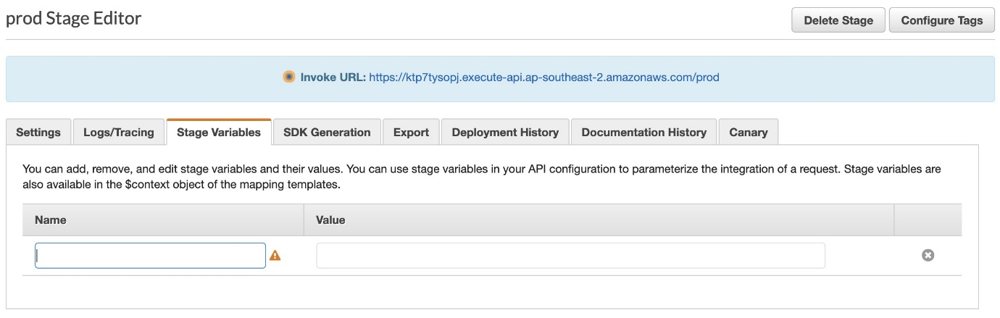 prod Stage Editor
Delete Stage
Configure Tags
Invoke URL: https://ktp7tysopj.execute-api.ap-southeast-2.amazonaws.com/prod
Settings
Logs/Tracing
Stage Variables
SDK Generation
Export
Deployment History
Documentation History
Canary
You can add, remove, and edit stage variables and their values. You can use stage variables in your API configuration to parameterize the integration of a request. Stage variables are
also available in the $context object of the mapping templates.
Name
Value